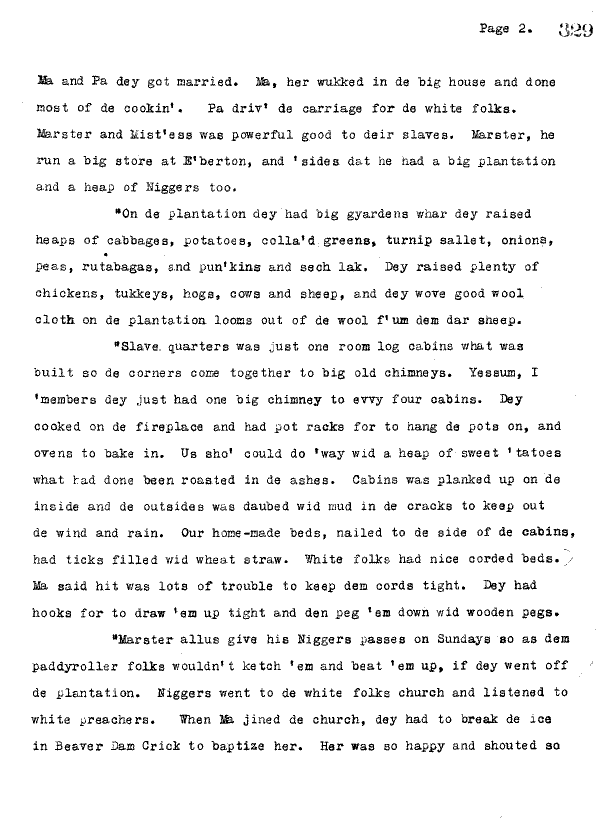 Page 2. 329
Ma and Pa dey got married. Ma, her wukked in de big house and done
most of de cookin'. Pa driv' de carriage for de white folks.
Marster and Mist'ess was powerful good to deir slaves. Marster, he
run a big store at E'berton, and 'sides dat he had a big plantation
and a heap of Niggers too.
"On de plantation dey had big gyardens whar dey raised
heaps of cabbages, potatoes, colla'd greens, turnip sallet, onions,
peas, rutabagas, and pun'kins and sech lak. Dey raised plenty of
chickens, tukkeys, hogs, cows and sheep, and dey wove good wool
cloth on de plantation looms out of de wool f'um dem dar sheep.
"Slave quarters was just one room log cabins what was
built so de corners come together to big old chimneys. Yessum, I
'members dey just had one big chimney to evvy four cabins. Dey
cooked on de fireplace and had pot racks for to hang de pots on, and
ovens to bake in. Us sho' could do 'way wid a heap of sweet 'tatoes
what had done been roasted in de ashes. Cabins was planked up on de
inside and de outsides was daubed wid mud in de cracks to keep out
de wind and rain. Our home-made beds, nailed to de side of de cabins,
had ticks filled wid wheat straw. White folks had nice corded beds.
Ma said hit was lots of trouble to keep dem cords tight. Dey had
hooks for to draw 'em up tight and den peg 'em down wid wooden pegs.
"Marster allus give his Niggers passes on Sundays so as dem
paddyroller folks wouldn't ketch 'em and beat 'em up, if dey went off
de plantation. Niggers went to de white folks church and listened to
white preachers. When Ma jined de church, dey had to break de ice
in Beaver Dam Crick to baptize her. Her was so happy and shouted so